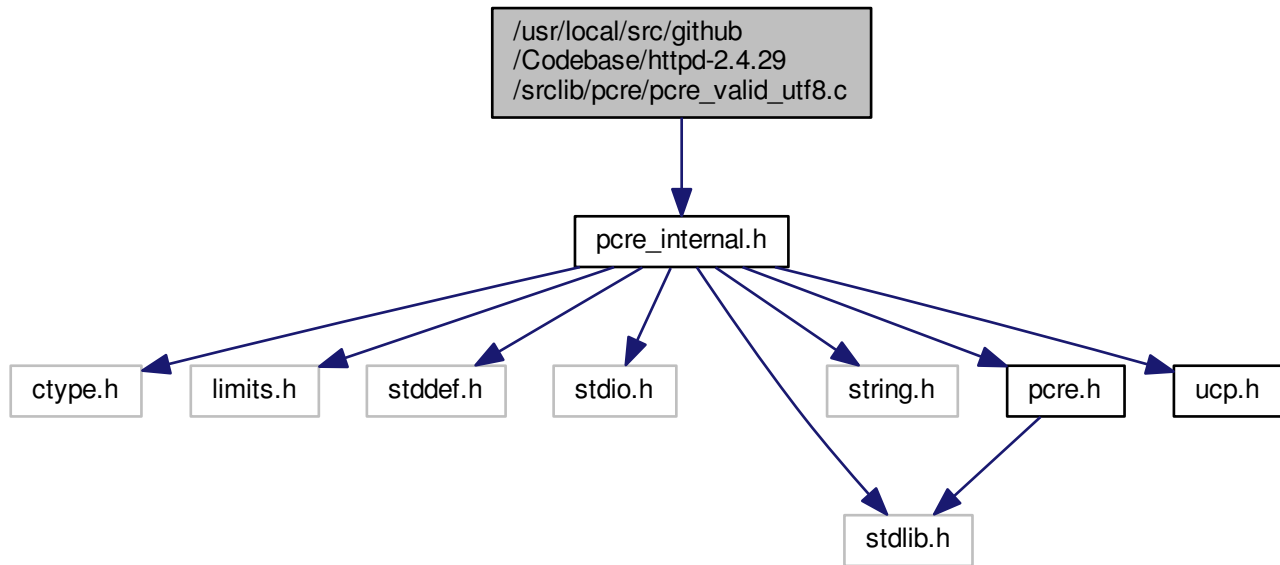 /usr/local/src/github
/Codebase/httpd-2.4.29
/srclib/pcre/pcre_valid_utf8.c
pcre_internal.h
ctype.h
limits.h
stddef.h
stdio.h
string.h
pcre.h
ucp.h
stdlib.h